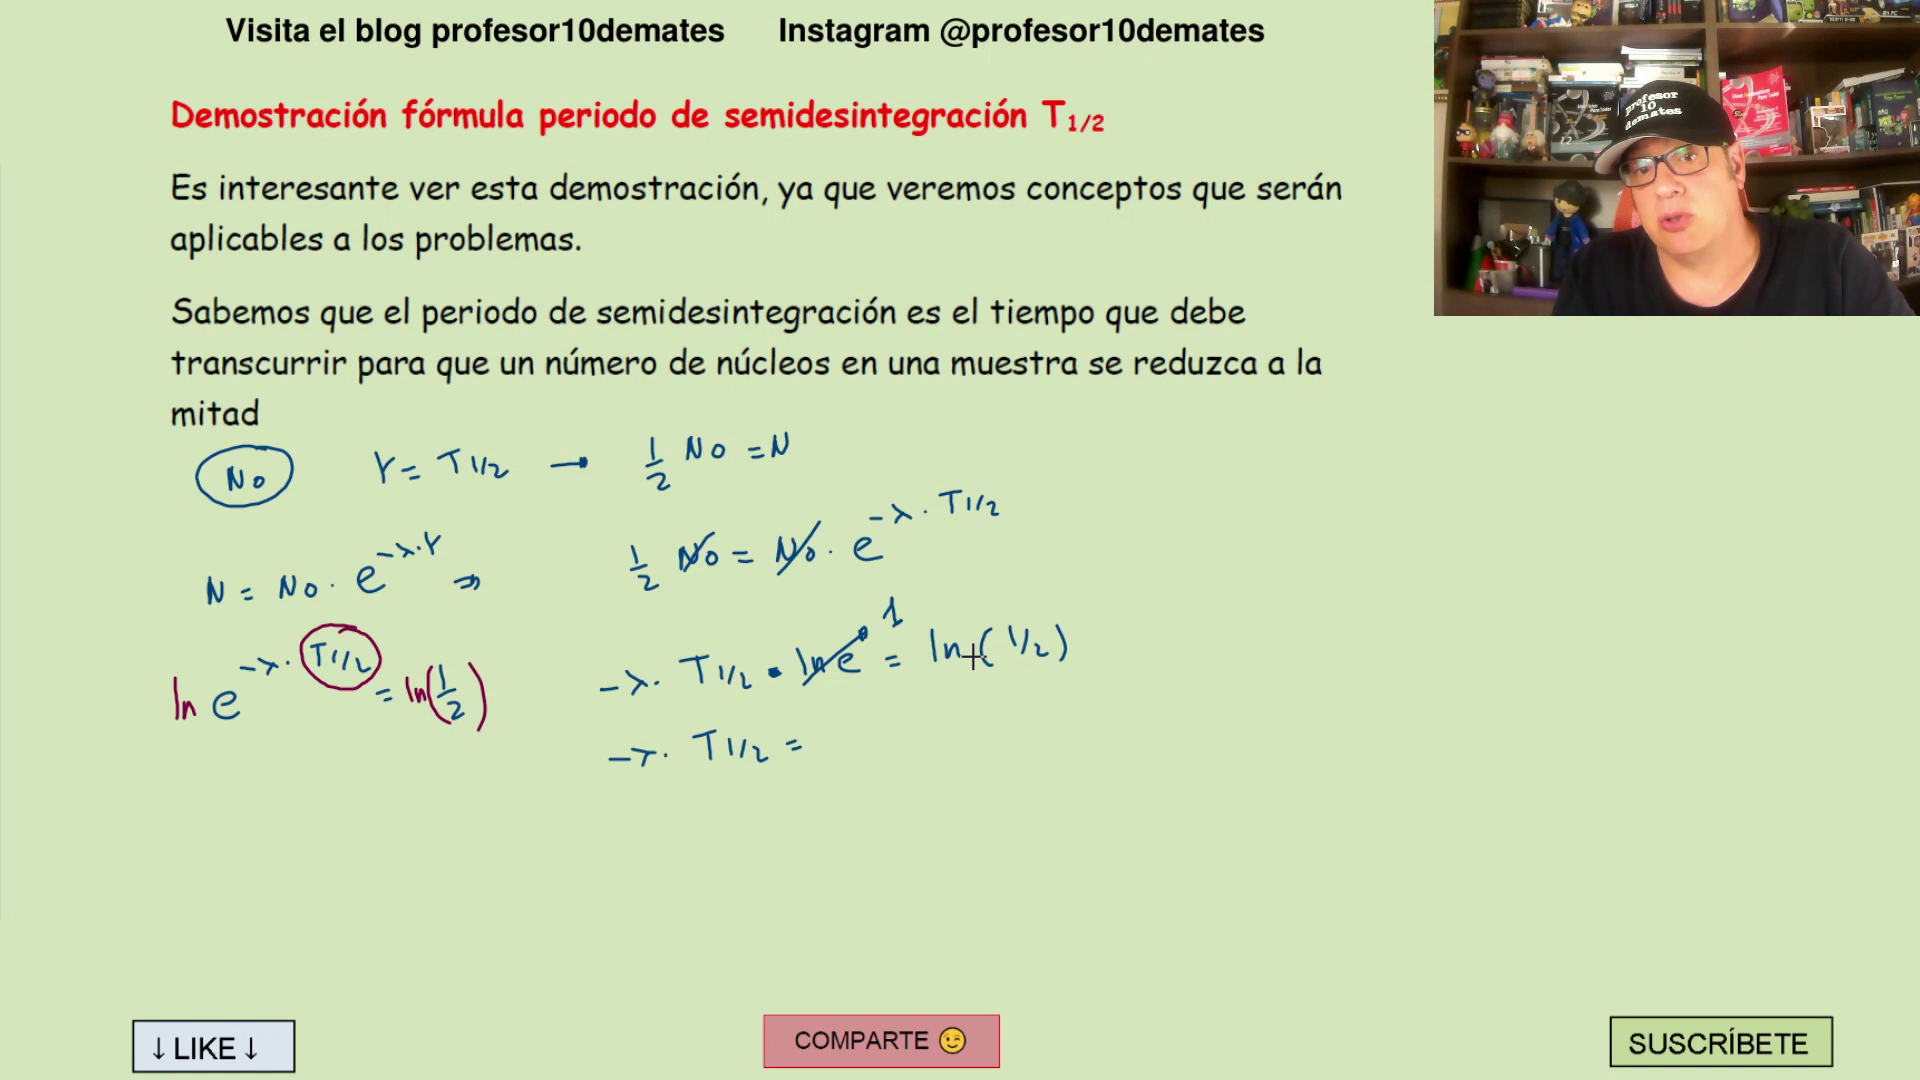 Visita el blog profesor10demates Instagram @profesor10demates
profesor
10
demates
Demostración fórmula periodo de semidesintegración T1/2
Es interesante ver esta demostración, ya que veremos conceptos que serán
aplicables a los problemas.
Sabemos que el periodo de semidesintegración es el tiempo que debe
transcurrir para que un número de núcleos en una muestra se reduzca a la
mitad
No t = T1/2 → 1/2 No = N
N = No · e^-λ·t ⇒ 1/2 No = No · e^-λ · T1/2
ln e^-λ · T1/2 = ln(1/2) -λ · T1/2 · ln e 1 = ln(1/2)
-λ · T1/2 =
↓ LIKE ↓ COMPARTE 😉 SUSCRÍBETE